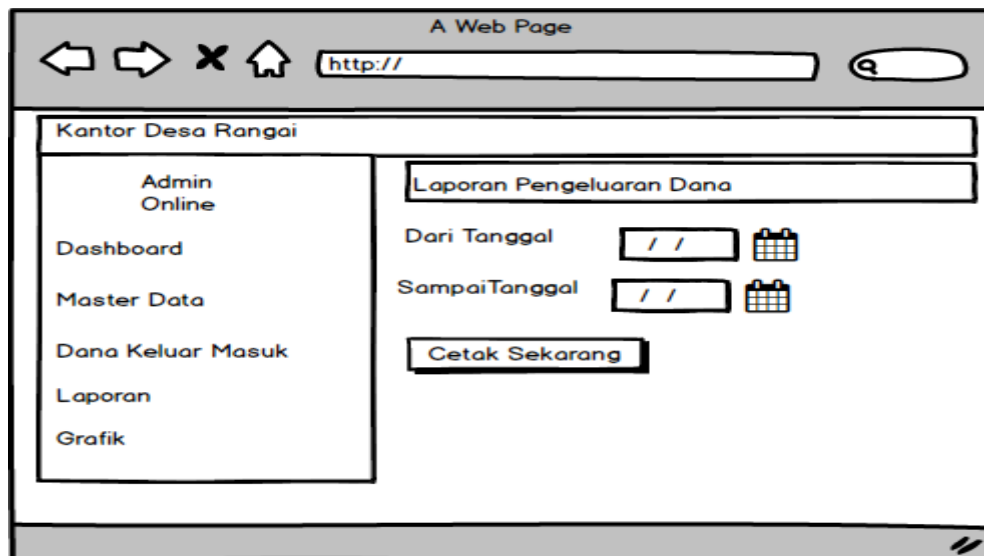 A Web Page
http://
Kantor Desa Rangai
Admin
Online
Dashboard
Master Data
Dana Keluar Masuk
Laporan
Grafik
Laporan Pengeluaran Dana
Dari Tanggal / /
SampaiTanggal / /
Cetak Sekarang